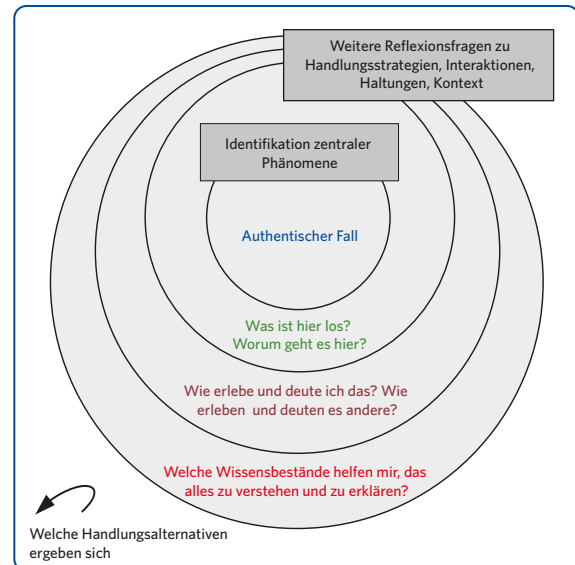 Weitere Reflexionsfragen zu
Handlungsstrategien, Interaktionen,
Haltungen, Kontext
Identifikation zentraler
Phänomene
Authentischer Fall
Was ist hier los?
Worum geht es hier?
Wie erlebe und deute ich das? Wie
erleben und deuten es andere?
Welche Wissensbestände helfen mir, das
alles zu verstehen und zu erklären?
Welche Handlungsalternativen
ergeben sich